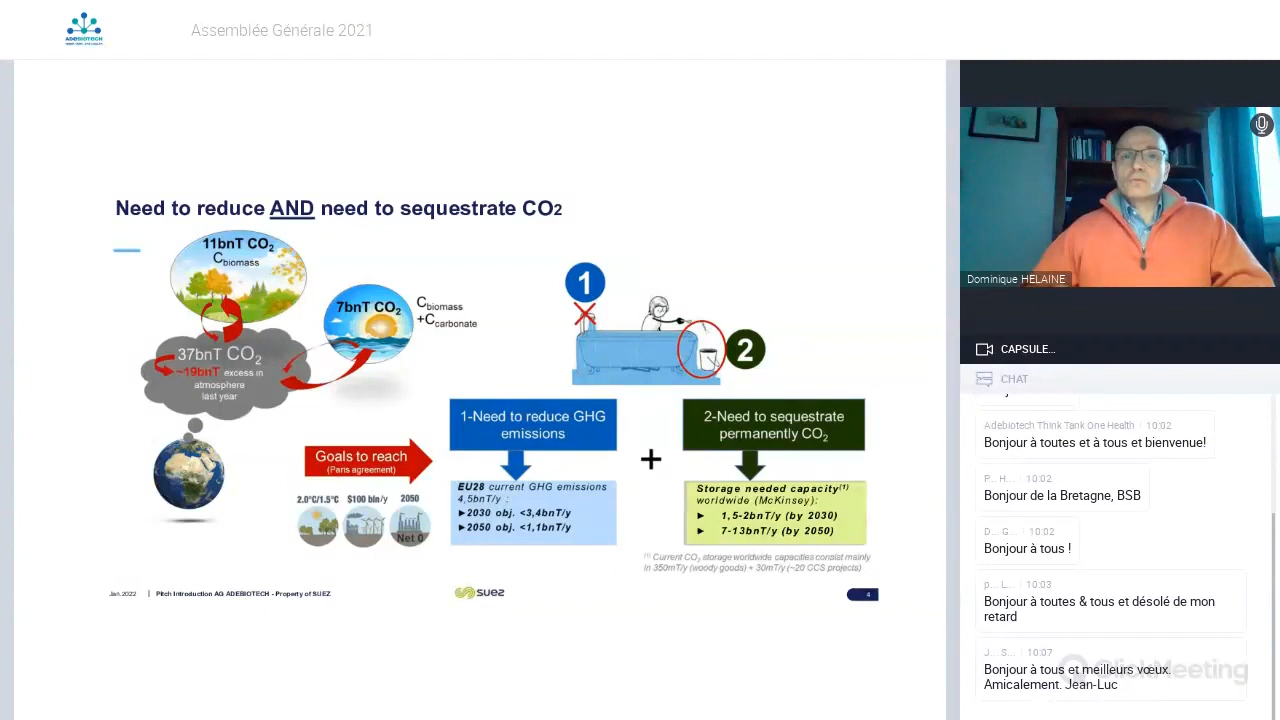 ADEBIOTECH
Assemblée Générale 2021
Need to reduce AND need to sequestrate CO2
11bnT CO2
Cbiomass
7bnT CO2
Cbiomass
+Ccarbonate
37bnT CO2
~19bnT excess in
atmosphere
last year
Goals to reach
(Paris agreement)
2.0°C/1.5°C
$100 bln/y
2050
Net 0
1
2
1-Need to reduce GHG
emissions
+
2-Need to sequestrate
permanently CO2
EU28 current GHG emissions
4,5bnT/y :
►2030 obj. <3,4bnT/y
►2050 obj. <1,1bnT/y
Storage needed capacity(1)
worldwide (McKinsey):
► 1,5-2bnT/y (by 2030)
► 7-13bnT/y (by 2050)
(1) Current CO2 storage worldwide capacities consist mainly
in 350mT/y (woody goods) + 30mT/y (~20 CCS projects)
Jan.2022 | Pitch Introduction AG ADEBIOTECH - Property of SUEZ
suez
4
Dominique HELAINE
CAPSULE...
CHAT
Adebiotech Think Tank One Health 10:02
Bonjour à toutes et à tous et bienvenue!
P... H... 10:02
Bonjour de la Bretagne, BSB
D... G... 10:02
Bonjour à tous !
p... L... 10:03
Bonjour à toutes & tous et désolé de mon
retard
J... S... 10:07
Bonjour à tous et meilleurs vœux.
Amicalement. Jean-Luc
ClickMeeting